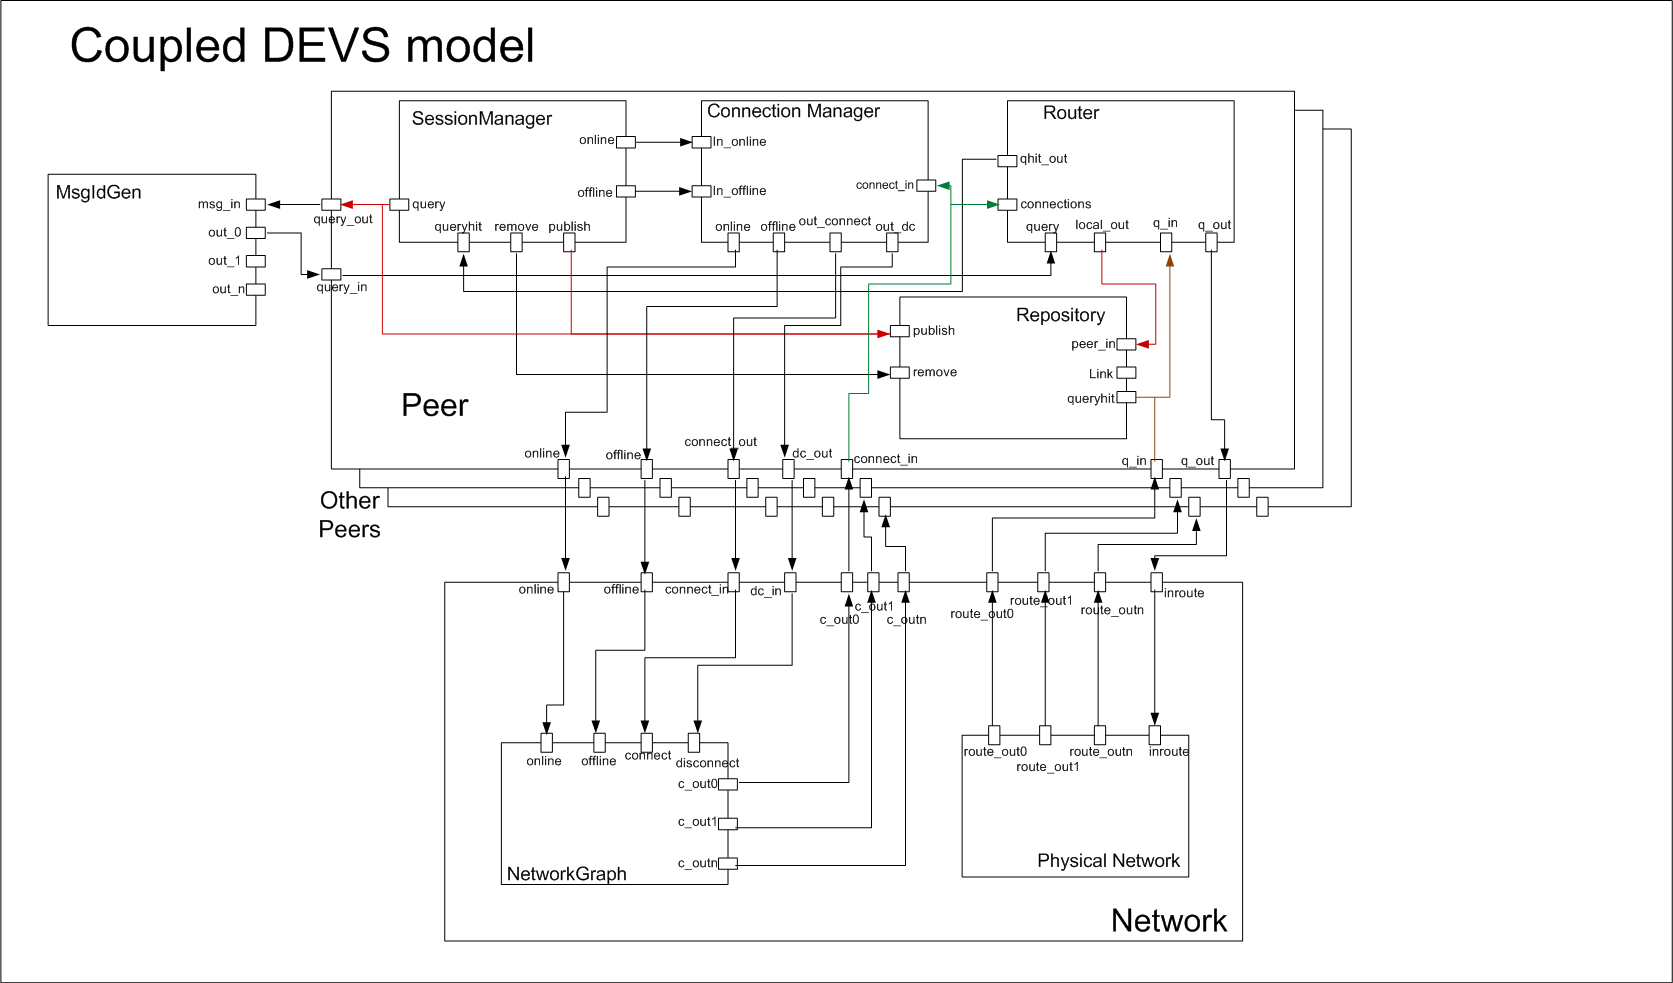 Coupled DEVS model
SessionManager
online
offline
query
queryhit
remove
publish
Connection Manager
In_online
In_offline
connect_in
online
offline
out_connect
out_dc
Router
qhit_out
connections
query
local_out
q_in
q_out
MsgIdGen
msg_in
out_0
out_1
out_n
query_out
query_in
Repository
publish
remove
peer_in
Link
queryhit
Peer
online
offline
connect_out
dc_out
connect_in
q_in
q_out
Other
Peers
online
offline
connect_in
dc_in
c_out0
c_out1
c_outn
route_out0
route_out1
route_outn
inroute
online
offline
connect
disconnect
c_out0
c_out1
c_outn
NetworkGraph
route_out0
route_out1
route_outn
inroute
Physical Network
Network